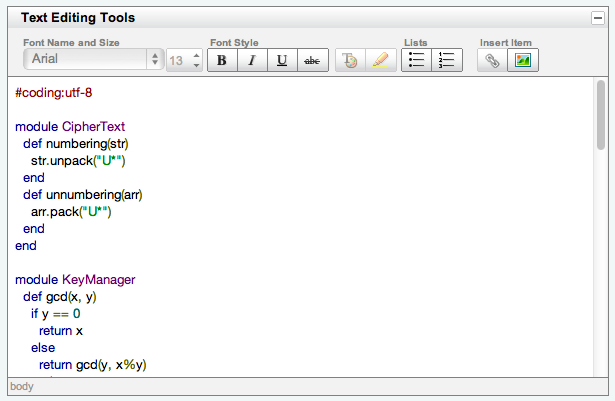 Text Editing Tools
Font Name and Size Font Style Lists Insert Item
Arial 13 B I U abc
#coding:utf-8
module CipherText
def numbering(str)
str.unpack("U*")
end
def unnumbering(arr)
arr.pack("U*")
end
end
module KeyManager
def gcd(x, y)
if y == 0
return x
else
return gcd(y, x%y)
body